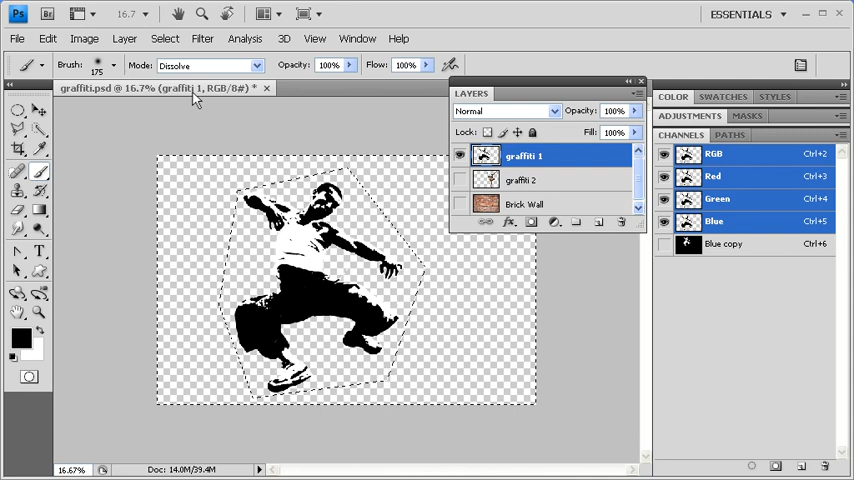 Ps Br 16.7 ESSENTIALS
File Edit Image Layer Select Filter Analysis 3D View Window Help
Brush: 175 Mode: Dissolve Opacity: 100% Flow: 100%
graffiti.psd @ 16.7% (graffiti 1, RGB/8#) *
LAYERS
Normal Opacity: 100%
Lock: Fill: 100%
graffiti 1
graffiti 2
Brick Wall
fx
COLOR SWATCHES STYLES
ADJUSTMENTS MASKS
CHANNELS PATHS
RGB Ctrl+2
Red Ctrl+3
Green Ctrl+4
Blue Ctrl+5
Blue copy Ctrl+6
T
16.67% Doc: 14.0M/39.4M